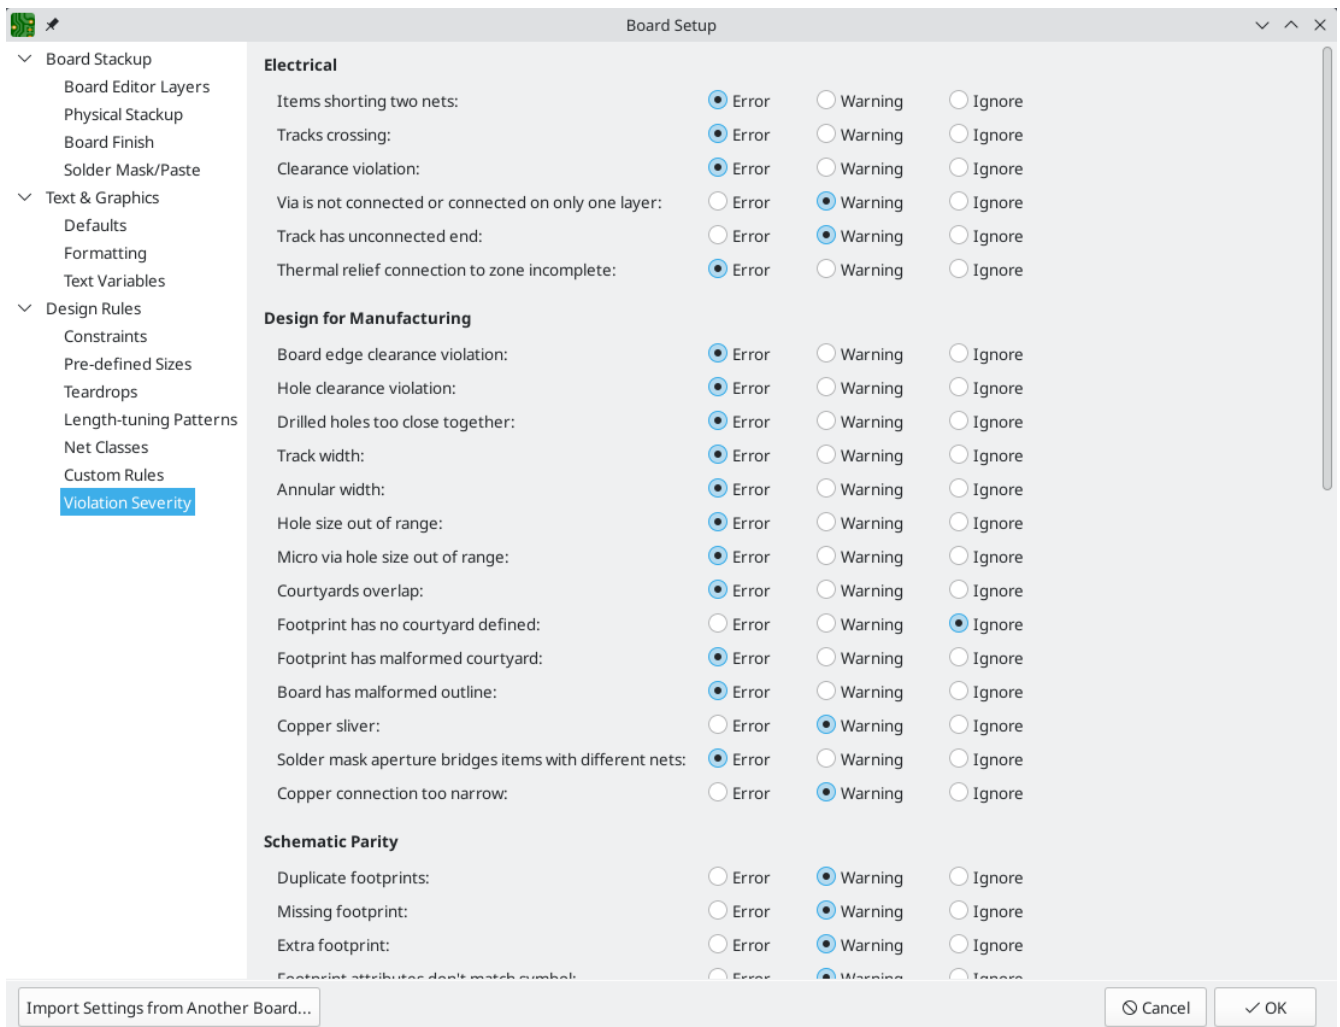 Board Setup
Board Stackup
Board Editor Layers
Physical Stackup
Board Finish
Solder Mask/Paste
Text & Graphics
Defaults
Formatting
Text Variables
Design Rules
Constraints
Pre-defined Sizes
Teardrops
Length-tuning Patterns
Net Classes
Custom Rules
Violation Severity
Electrical
Items shorting two nets: Error Warning Ignore
Tracks crossing: Error Warning Ignore
Clearance violation: Error Warning Ignore
Via is not connected or connected on only one layer: Error Warning Ignore
Track has unconnected end: Error Warning Ignore
Thermal relief connection to zone incomplete: Error Warning Ignore
Design for Manufacturing
Board edge clearance violation: Error Warning Ignore
Hole clearance violation: Error Warning Ignore
Drilled holes too close together: Error Warning Ignore
Track width: Error Warning Ignore
Annular width: Error Warning Ignore
Hole size out of range: Error Warning Ignore
Micro via hole size out of range: Error Warning Ignore
Courtyards overlap: Error Warning Ignore
Footprint has no courtyard defined: Error Warning Ignore
Footprint has malformed courtyard: Error Warning Ignore
Board has malformed outline: Error Warning Ignore
Copper sliver: Error Warning Ignore
Solder mask aperture bridges items with different nets: Error Warning Ignore
Copper connection too narrow: Error Warning Ignore
Schematic Parity
Duplicate footprints: Error Warning Ignore
Missing footprint: Error Warning Ignore
Extra footprint: Error Warning Ignore
Footprint attributes don't match symbol: Error Warning Ignore
Import Settings from Another Board... Cancel OK